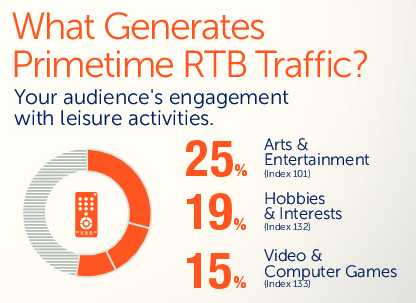 What Generates
Primetime RTB Traffic?
Your audience's engagement
with leisure activities.
25%
Arts &
Entertainment
(Index 101)
19%
Hobbies
& Interests
(Index 132)
15%
Video &
Computer Games
(Index 133)